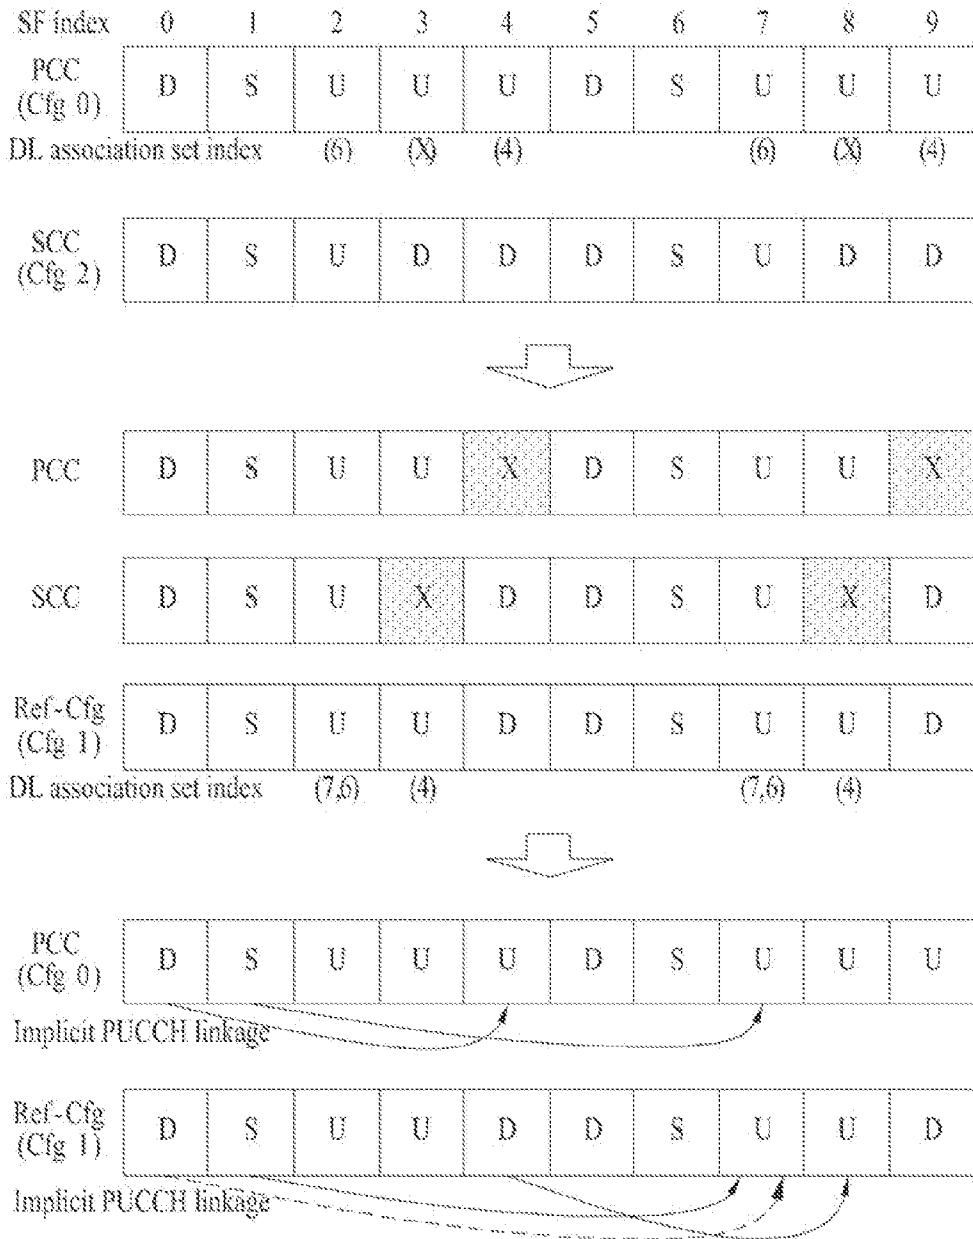 SF index 0 1 2 3 4 5 6 7 8 9
PCC
(Cfg 0) D S U U U D S U U U
DL association set index (6) (X) (4) (6) (X) (4)
SCC
(Cfg 2) D S U D D D S U D D
PCC D S U U X D S U U X
SCC D S U X D D S U X D
Ref-Cfg
(Cfg 1) D S U U D D S U U D
DL association set index (7,6) (4) (7,6) (4)
PCC
(Cfg 0) D S U U U D S U U U
Implicit PUCCH linkage
Ref-Cfg
(Cfg 1) D S U U D D S U U D
Implicit PUCCH linkage